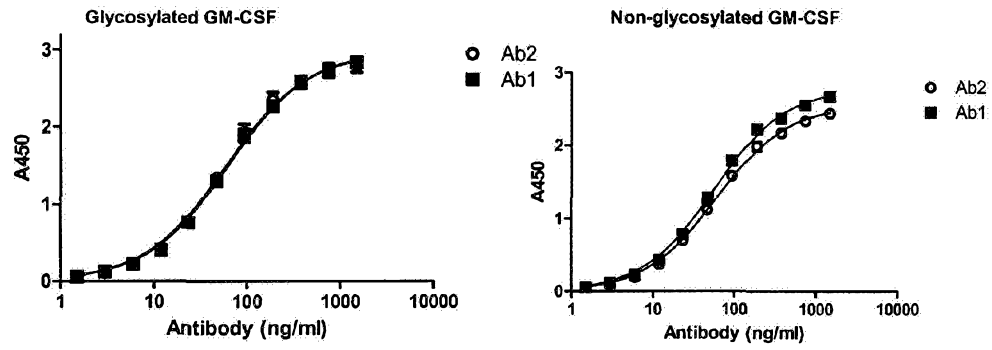 Glycosylated GM-CSF
3
2
1
0
A450
1 10 100 1000 10000
Antibody (ng/ml)
Ab2
Ab1
Non-glycosylated GM-CSF
3
2
1
0
A450
1 10 100 1000 10000
Antibody (ng/ml)
Ab2
Ab1